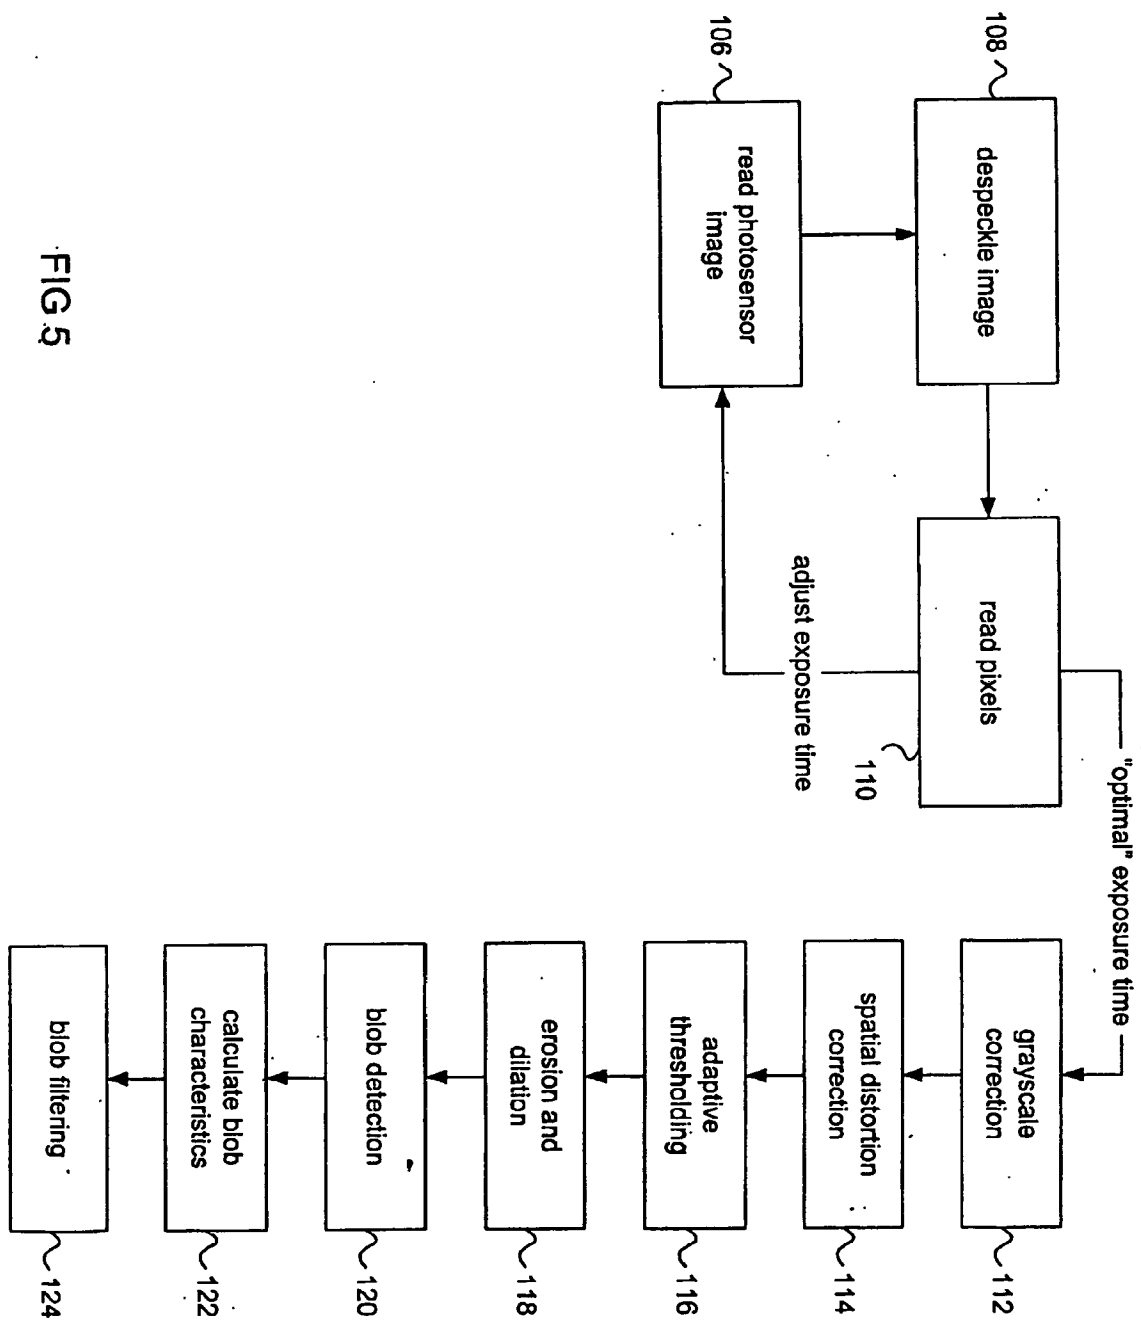 108
despeckle image
106
read photosensor
image
read pixels
110
adjust exposure time
"optimal" exposure time
grayscale
correction
112
spatial distortion
correction
114
adaptive
thresholding
116
erosion and
dilation
118
blob detection
120
calculate blob
characteristics
122
blob filtering
124
FIG.5